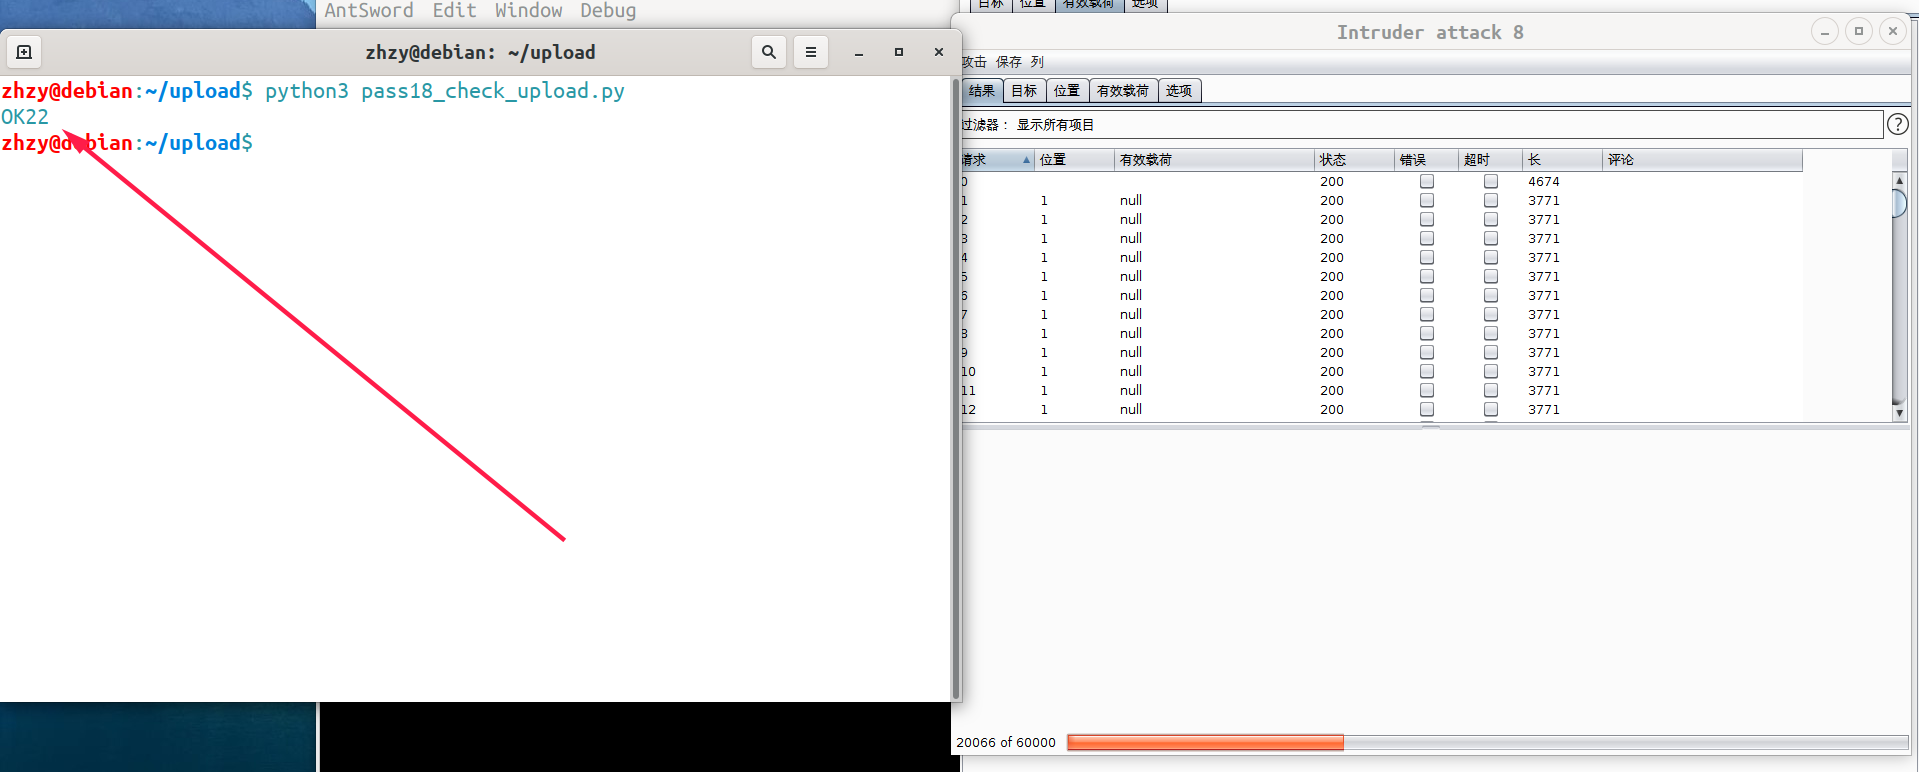 AntSword Edit Window Debug
目标 位置 有效载荷 选项
zhzy@debian: ~/upload
zhzy@debian:~/upload$ python3 pass18_check_upload.py
OK22
zhzy@debian:~/upload$
Intruder attack 8
攻击 保存 列
结果 目标 位置 有效载荷 选项
过滤器： 显示所有项目
?
请求 位置 有效载荷 状态 错误 超时 长 评论
0 200 4674
1 1 null 200 3771
2 1 null 200 3771
3 1 null 200 3771
4 1 null 200 3771
5 1 null 200 3771
6 1 null 200 3771
7 1 null 200 3771
8 1 null 200 3771
9 1 null 200 3771
10 1 null 200 3771
11 1 null 200 3771
12 1 null 200 3771
20066 of 60000